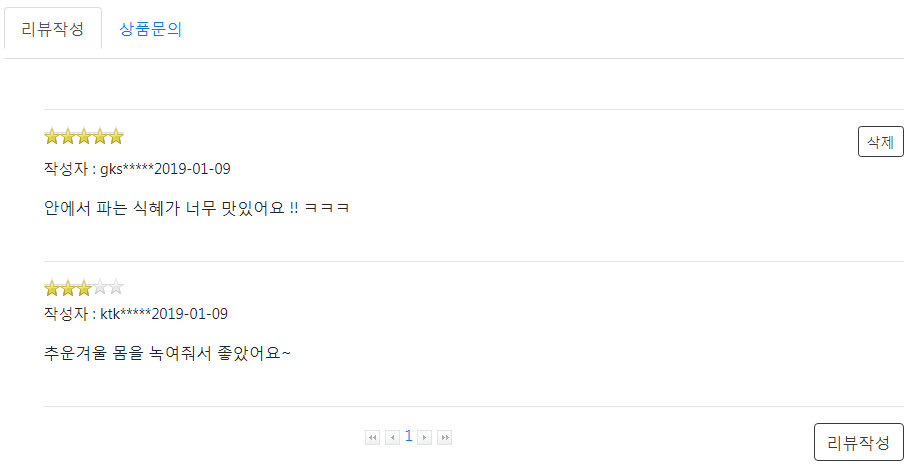 리뷰작성 상품문의
삭제
작성자 : gks*****2019-01-09
안에서 파는 식혜가 너무 맛있어요 !! ㅋㅋㅋ
작성자 : ktk*****2019-01-09
추운겨울 몸을 녹여줘서 좋았어요~
1
리뷰작성